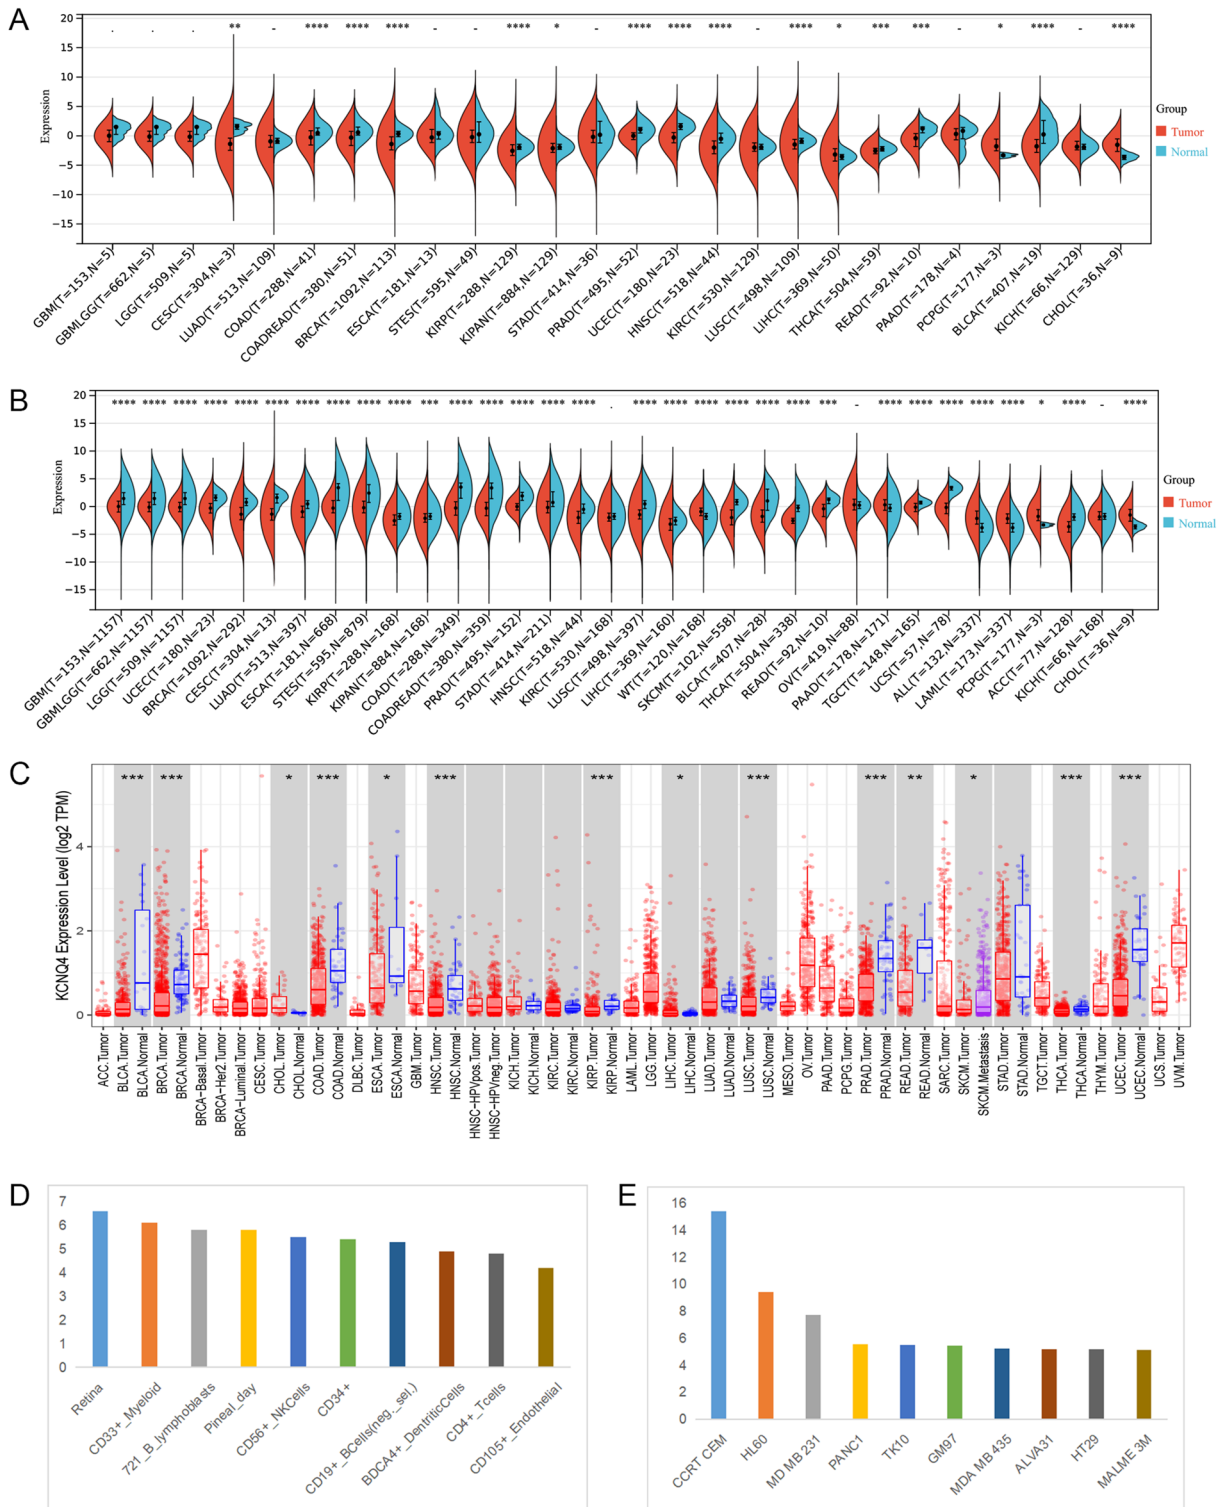 A
** - **** **** **** - - **** * - **** **** **** - **** * *** *** - * **** - ****
20
15
10
5
0
−5
−10
−15
Expression
Group
Tumor
Normal
GBM(T=153,N=5)
GBMLGG(T=662,N=5)
LGG(T=509,N=5)
CESC(T=304,N=3)
LUAD(T=513,N=109)
COAD(T=288,N=41)
COADREAD(T=380,N=51)
BRCA(T=1092,N=113)
ESCA(T=181,N=13)
STES(T=595,N=49)
KIRP(T=288,N=129)
KIPAN(T=884,N=129)
STAD(T=414,N=36)
PRAD(T=495,N=52)
UCEC(T=180,N=23)
HNSC(T=518,N=44)
KIRC(T=530,N=129)
LUSC(T=498,N=109)
LIHC(T=369,N=50)
THCA(T=504,N=59)
READ(T=92,N=10)
PAAD(T=178,N=4)
PCPG(T=177,N=3)
BLCA(T=407,N=19)
KICH(T=66,N=129)
CHOL(T=36,N=9)
B
**** **** **** **** **** **** **** **** **** **** *** **** **** **** **** **** . **** **** **** **** **** **** *** - **** **** **** **** **** * **** - ****
20
15
10
5
0
−5
−10
−15
Expression
Group
Tumor
Normal
GBM(T=153,N=1157)
GBMLGG(T=662,N=1157)
LGG(T=509,N=1157)
UCEC(T=180,N=23)
BRCA(T=1092,N=292)
CESC(T=304,N=13)
LUAD(T=513,N=397)
ESCA(T=181,N=668)
STES(T=595,N=879)
KIRP(T=288,N=168)
KIPAN(T=884,N=168)
COAD(T=288,N=349)
COADREAD(T=380,N=359)
PRAD(T=495,N=152)
STAD(T=414,N=211)
HNSC(T=518,N=44)
KIRC(T=530,N=168)
LUSC(T=498,N=397)
LIHC(T=369,N=160)
WT(T=120,N=168)
SKCM(T=102,N=558)
BLCA(T=407,N=28)
THCA(T=504,N=338)
READ(T=92,N=10)
OV(T=419,N=88)
PAAD(T=178,N=171)
TGCT(T=148,N=165)
UCS(T=57,N=78)
ALL(T=132,N=337)
LAML(T=173,N=337)
PCPG(T=177,N=3)
ACC(T=77,N=128)
KICH(T=66,N=168)
CHOL(T=36,N=9)
C
*** *** * *** * *** *** * *** *** ** * *** ***
4
2
0
KCNQ4 Expression Level (log2 TPM)
ACC.Tumor
BLCA.Tumor
BLCA.Normal
BRCA.Tumor
BRCA.Normal
BRCA−Basal.Tumor
BRCA−Her2.Tumor
BRCA−Luminal.Tumor
CESC.Tumor
CHOL.Tumor
CHOL.Normal
COAD.Tumor
COAD.Normal
DLBC.Tumor
ESCA.Tumor
ESCA.Normal
GBM.Tumor
HNSC.Tumor
HNSC.Normal
HNSC−HPVpos.Tumor
HNSC−HPVneg.Tumor
KICH.Tumor
KICH.Normal
KIRC.Tumor
KIRC.Normal
KIRP.Tumor
KIRP.Normal
LAML.Tumor
LGG.Tumor
LIHC.Tumor
LIHC.Normal
LUAD.Tumor
LUAD.Normal
LUSC.Tumor
LUSC.Normal
MESO.Tumor
OV.Tumor
PAAD.Tumor
PCPG.Tumor
PRAD.Tumor
PRAD.Normal
READ.Tumor
READ.Normal
SARC.Tumor
SKCM.Tumor
SKCM.Metastasis
STAD.Tumor
STAD.Normal
TGCT.Tumor
THCA.Tumor
THCA.Normal
THYM.Tumor
UCEC.Tumor
UCEC.Normal
UCS.Tumor
UVM.Tumor
D
7
6
5
4
3
2
1
0
Retina
CD33+_Myeloid
721_B_lymphoblasts
Pineal_day
CD56+_NKCells
CD34+
CD19+_BCells(neg._sel.)
BDCA4+_DentriticCells
CD4+_Tcells
CD105+_Endothelial
E
16
14
12
10
8
6
4
2
0
CCRT CEM
HL60
MD MB 231
PANC1
TK10
GM97
MDA MB 435
ALVA31
HT29
MALME 3M